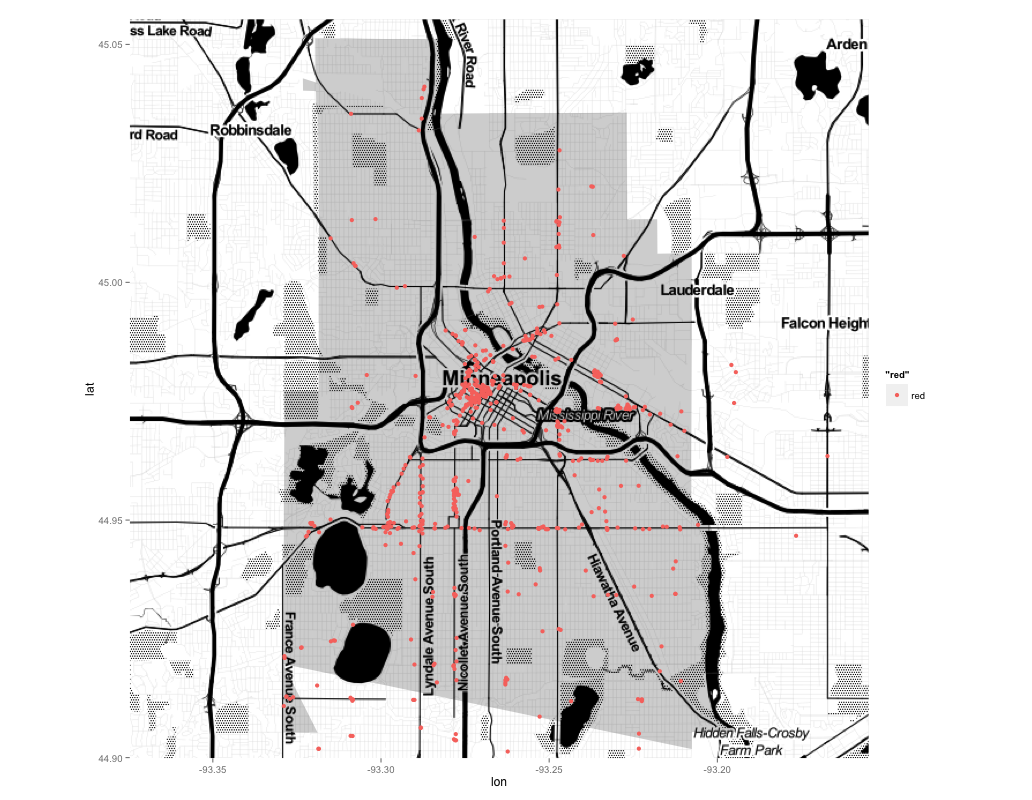 ss Lake Road
River Road
Arden
45.05
rd Road
Robbinsdale
45.00
Lauderdale
Falcon Heigh
Minneapolis
"red"
red
lat
Mississippi River
44.95
Portland Avenue South
Hiawatha Avenue
Lyndale Avenue South
Nicollet Avenue South
France Avenue South
Hidden Falls-Crosby
Farm Park
44.90
-93.35
-93.30
-93.25
-93.20
lon